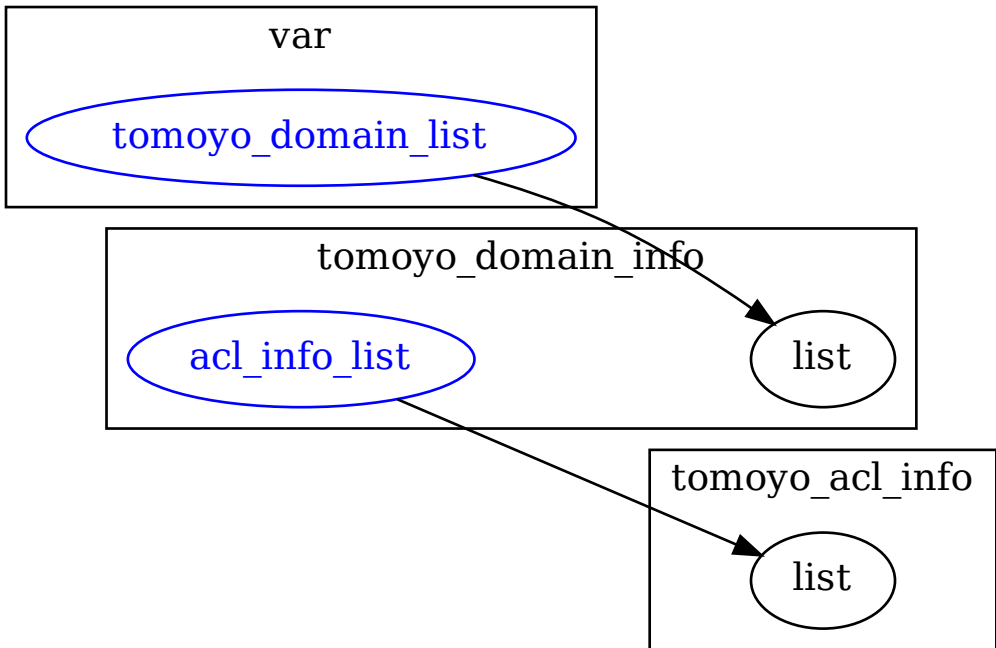 var
tomoyo_domain_list
tomoyo_domain_info
acl_info_list
list
tomoyo_acl_info
list